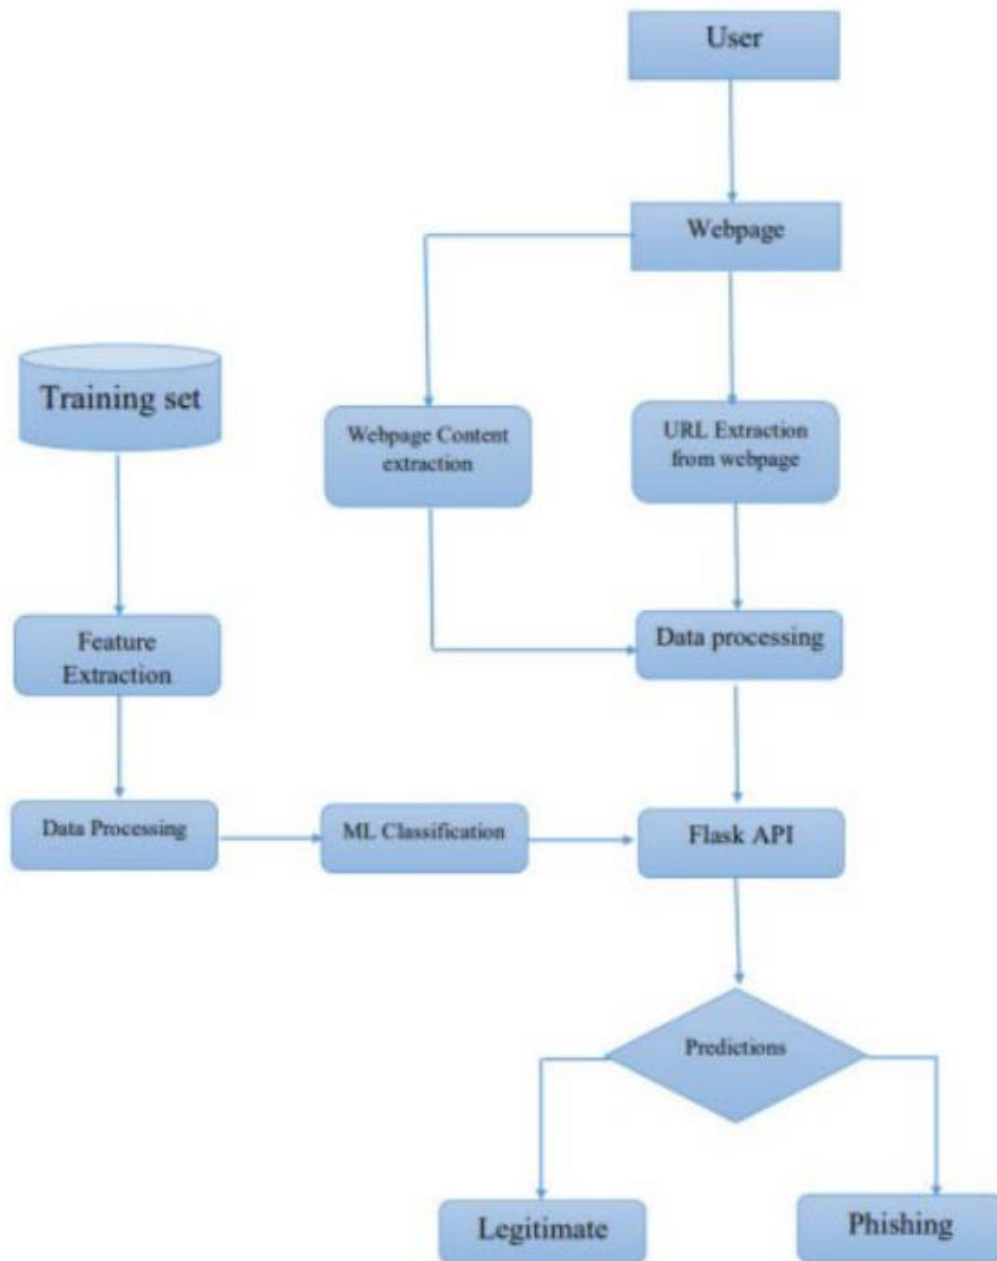 User
Webpage
Training set
Webpage Content
extraction
URL Extraction
from webpage
Feature
Extraction
Data processing
Data Processing
ML Classification
Flask API
Predictions
Legitimate
Phishing